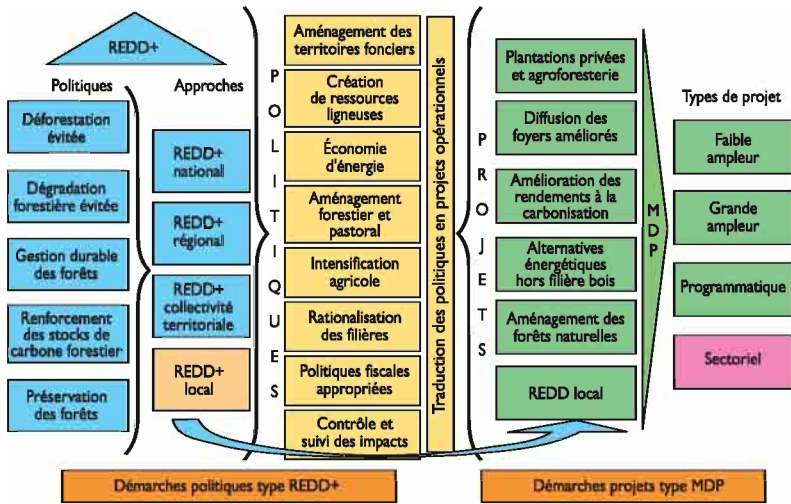 REDD+
Politiques
Approches
Déforestation
évitée
Dégradation
forestière évitée
Gestion durable
des forêts
Renforcement
des stocks de
carbone forestier
Préservation
des forêts
REDD+
national
REDD+
régional
REDD+
collectivité
territoriale
REDD+
local
POLITIQUES
Aménagement des
territoires fonciers
Création
de ressources
ligneuses
Économie
d'énergie
Aménagement
forestier et
pastoral
Intensification
agricole
Rationalisation
des filières
Politiques fiscales
appropriées
Contrôle et
suivi des impacts
Traduction des politiques en projets opérationnels
PROJETS
Plantations privées
et agroforesterie
Diffusion des
foyers améliorés
Amélioration des
rendements à la
carbonisation
Alternatives
énergétiques
hors filière bois
Aménagement des
forêts naturelles
REDD local
MDP
Types de projet
Faible
ampleur
Grande
ampleur
Programmatique
Sectoriel
Démarches politiques type REDD+
Démarches projets type MDP